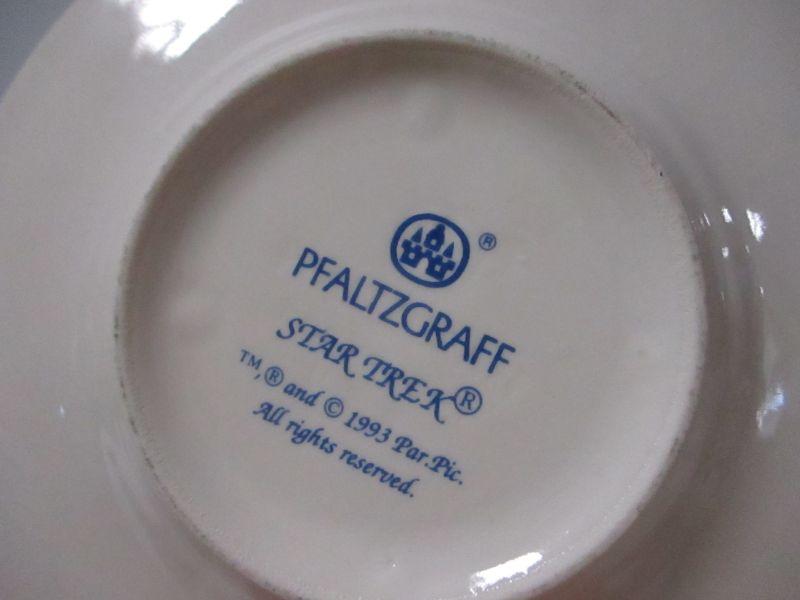 ®
PFALTZGRAFF
STAR TREK®
™,® and © 1993 Par.Pic.
All rights reserved.